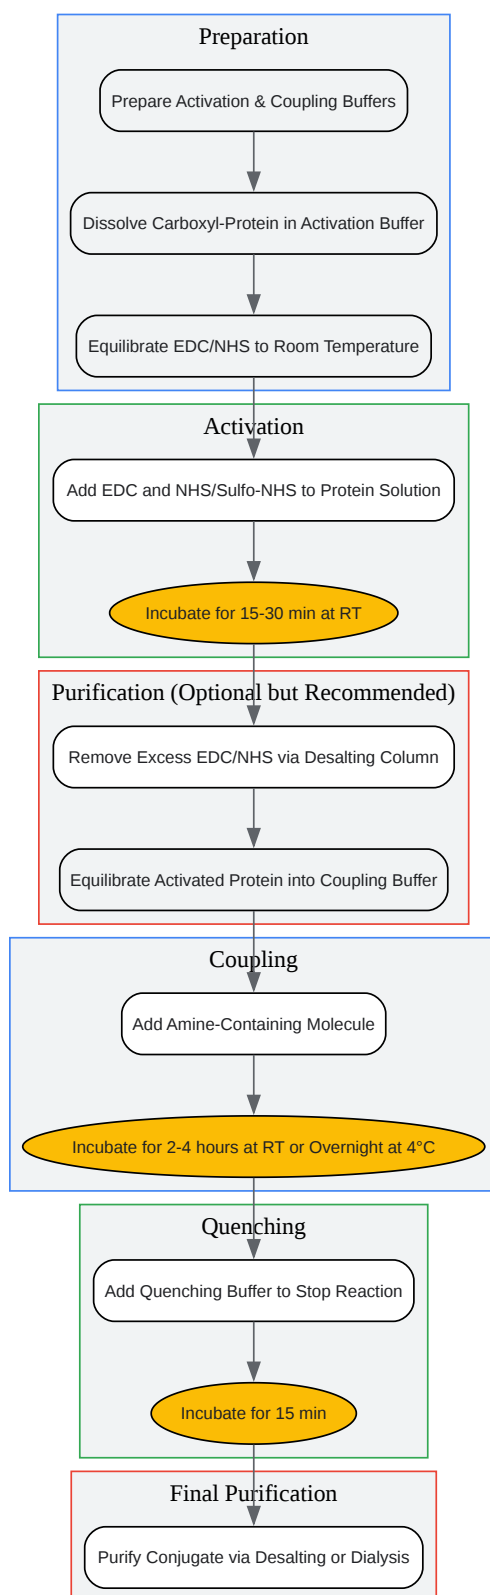 Preparation
Prepare Activation & Coupling Buffers
Dissolve Carboxyl-Protein in Activation Buffer
Equilibrate EDC/NHS to Room Temperature
Activation
Add EDC and NHS/Sulfo-NHS to Protein Solution
Incubate for 15-30 min at RT
Purification (Optional but Recommended)
Remove Excess EDC/NHS via Desalting Column
Equilibrate Activated Protein into Coupling Buffer
Coupling
Add Amine-Containing Molecule
Incubate for 2-4 hours at RT or Overnight at 4°C
Quenching
Add Quenching Buffer to Stop Reaction
Incubate for 15 min
Final Purification
Purify Conjugate via Desalting or Dialysis